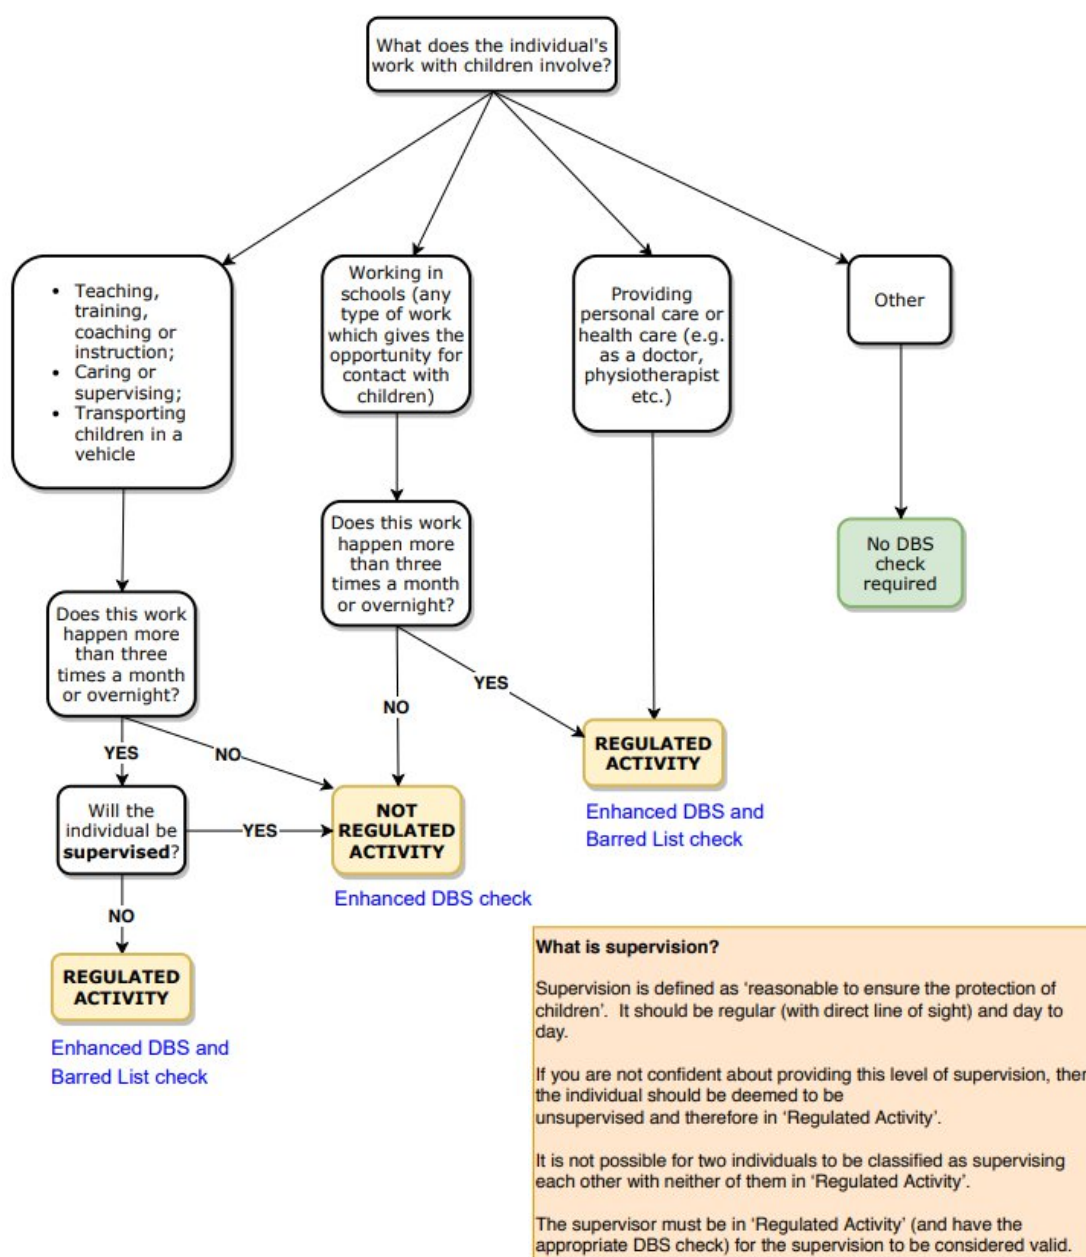 What does the individual's
work with children involve?
• Teaching,
training,
coaching or
instruction;
• Caring or
supervising;
• Transporting
children in a
vehicle
Working in
schools (any
type of work
which gives the
opportunity for
contact with
children)
Providing
personal care or
health care (e.g.
as a doctor,
physiotherapist
etc.)
Other
Does this work
happen more
than three
times a month
or overnight?
Does this work
happen more
than three
times a month
or overnight?
No DBS
check
required
YES
NO
NO
YES
Will the
individual be
supervised?
YES
NOT
REGULATED
ACTIVITY
Enhanced DBS check
REGULATED
ACTIVITY
Enhanced DBS and
Barred List check
NO
REGULATED
ACTIVITY
Enhanced DBS and
Barred List check
What is supervision?
Supervision is defined as ‘reasonable to ensure the protection of
children’. It should be regular (with direct line of sight) and day to
day.
If you are not confident about providing this level of supervision, then
the individual should be deemed to be
unsupervised and therefore in ‘Regulated Activity’.
It is not possible for two individuals to be classified as supervising
each other with neither of them in ‘Regulated Activity’.
The supervisor must be in ‘Regulated Activity’ (and have the
appropriate DBS check) for the supervision to be considered valid.